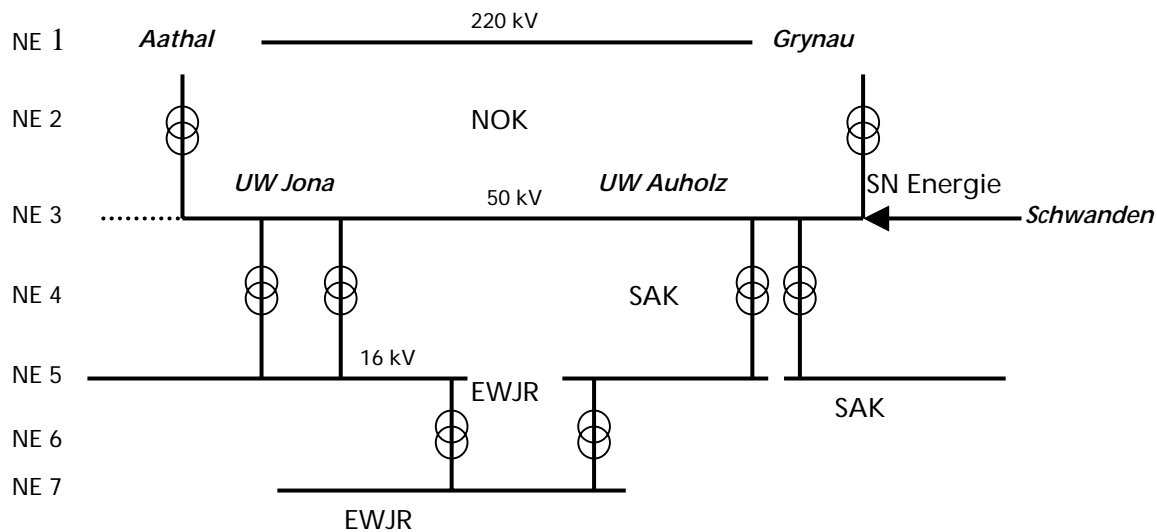 220 kV
NE 1
Aathal
Grynau
NE 2
NOK
UW Jona
UW Auholz
SN Energie
50 kV
NE 3
Schwanden
NE 4
SAK
16 kV
NE 5
EWJR
SAK
NE 6
NE 7
EWJR